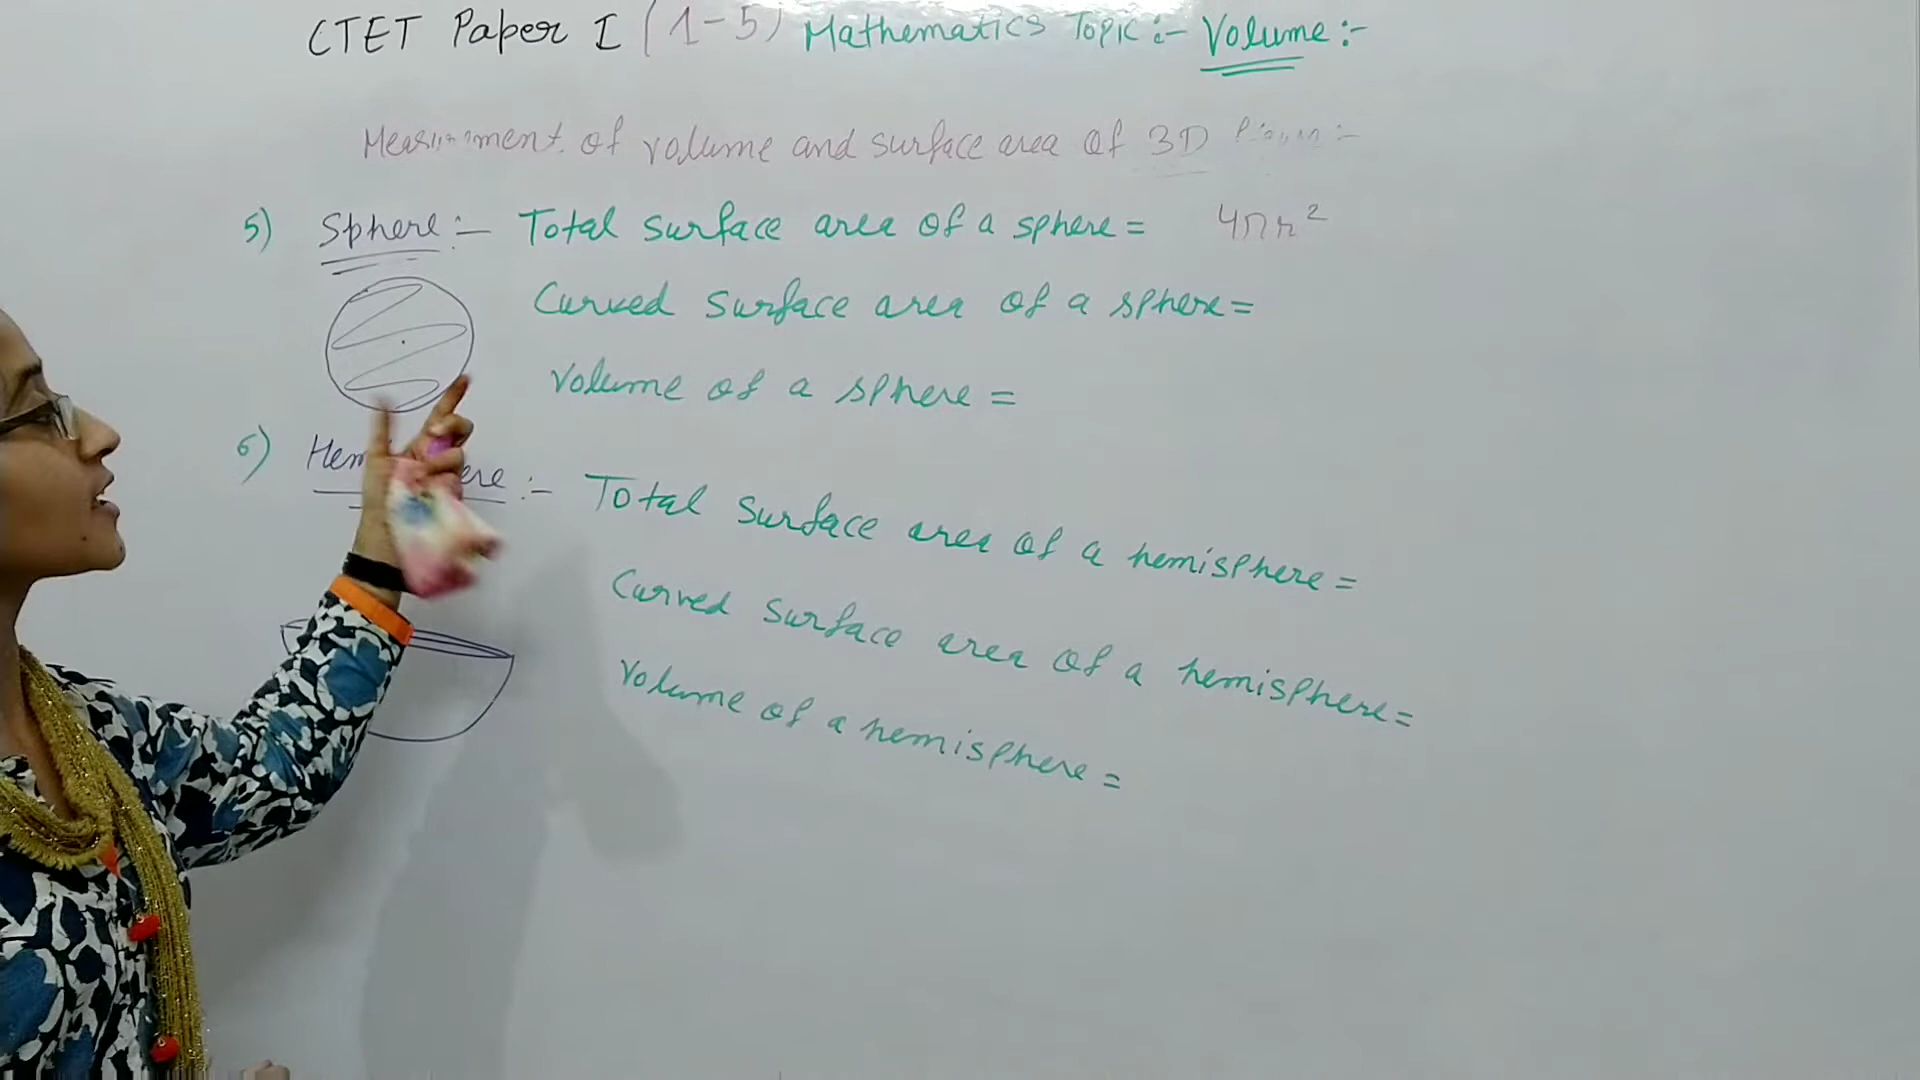 CTET Paper I (1-5) Mathematics Topic:- Volume:-
Measurement of volume and surface area of 3D
5) Sphere:- Total surface area of a sphere = 4πr²
Curved surface area of a sphere =
Volume of a sphere =
6) Hem ere:- Total surface area of a hemisphere =
Curved surface area of a hemisphere =
Volume of a hemisphere =